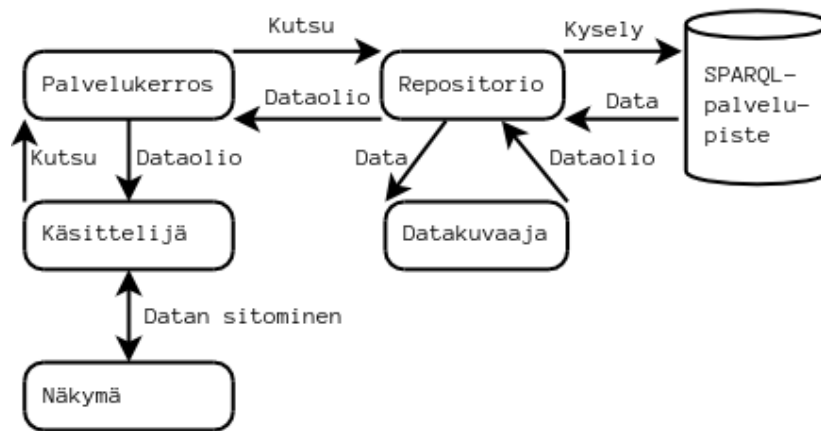 Kutsu
Kysely
Palvelukerros
Repositorio
SPARQL-
palvelu-
piste
Dataolio
Data
Kutsu
Dataolio
Data
Dataolio
Käsittelijä
Datakuvaaja
Datan sitominen
Näkymä